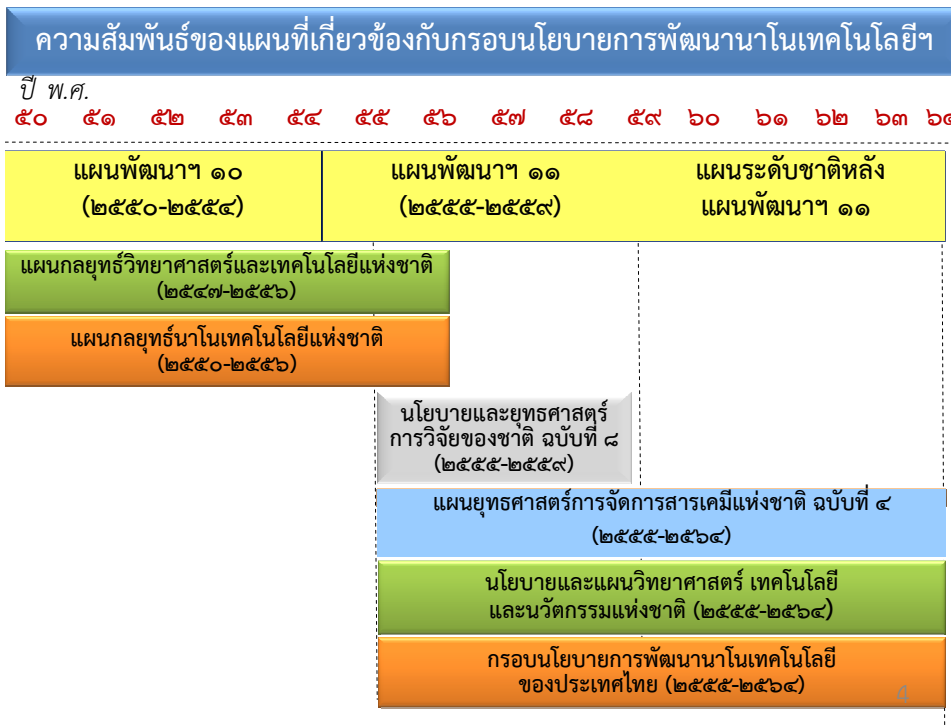 ความสัมพันธ์ของแผนที่เกี่ยวข้องกับกรอบนโยบายการพัฒนานาโนเทคโนโลยีฯ
ปี พ.ศ.
๕๐ ๕๑ ๕๒ ๕๓ ๕๔ ๕๕ ๕๖ ๕๗ ๕๘ ๕๙ ๖๐ ๖๑ ๖๒ ๖๓ ๖๔
แผนพัฒนาฯ ๑๐
(๒๕๕๐-๒๕๕๔)
แผนพัฒนาฯ ๑๑
(๒๕๕๕-๒๕๕๙)
แผนระดับชาติหลัง
แผนพัฒนาฯ ๑๑
แผนกลยุทธ์วิทยาศาสตร์และเทคโนโลยีแห่งชาติ
(๒๕๔๗-๒๕๕๖)
แผนกลยุทธ์นาโนเทคโนโลยีแห่งชาติ
(๒๕๕๐-๒๕๕๖)
นโยบายและยุทธศาสตร์
การวิจัยของชาติ ฉบับที่ ๘
(๒๕๕๕-๒๕๕๙)
แผนยุทธศาสตร์การจัดการสารเคมีแห่งชาติ ฉบับที่ ๔
(๒๕๕๕-๒๕๖๔)
นโยบายและแผนวิทยาศาสตร์ เทคโนโลยี
และนวัตกรรมแห่งชาติ (๒๕๕๕-๒๕๖๔)
กรอบนโยบายการพัฒนานาโนเทคโนโลยี
ของประเทศไทย (๒๕๕๕-๒๕๖๔)